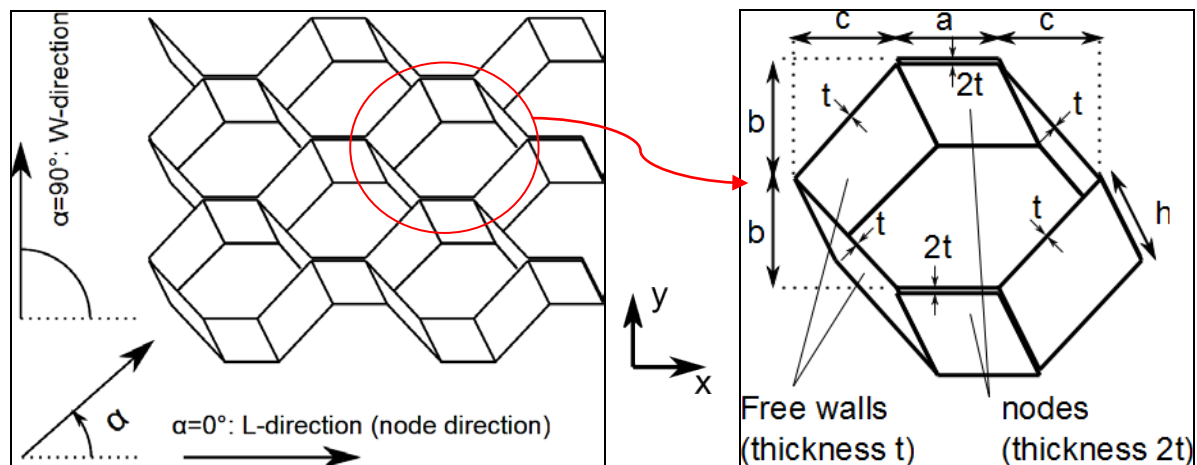 α=90°: W-direction
α
α=0°: L-direction (node direction)
y
x
c
a
c
b
b
t
2t
t
t
t
2t
h
Free walls
(thickness t)
nodes
(thickness 2t)